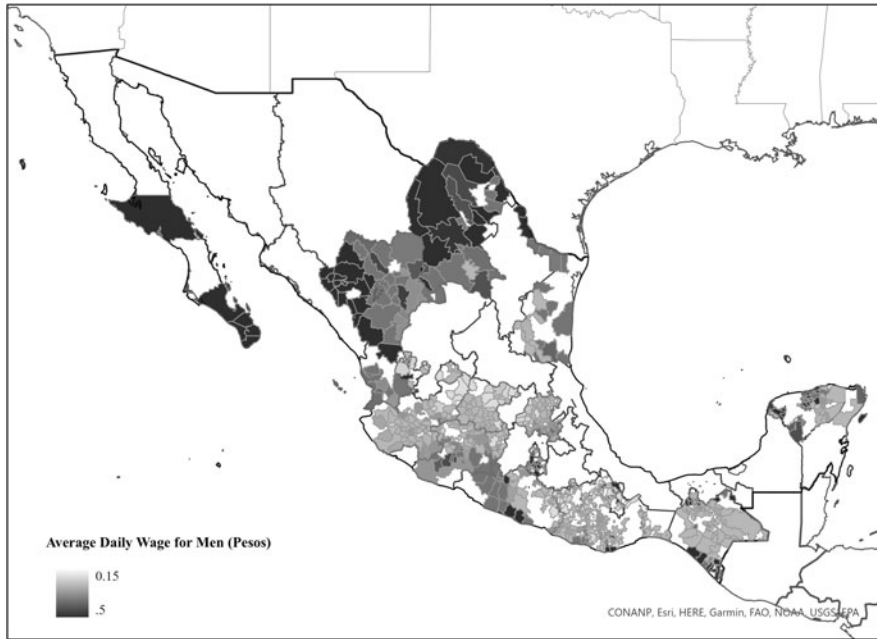 Average Daily Wage for Men (Pesos)
0.15
.5
CONANP, Esri, HERE, Garmin, FAO, NOAA, USGS, EPA